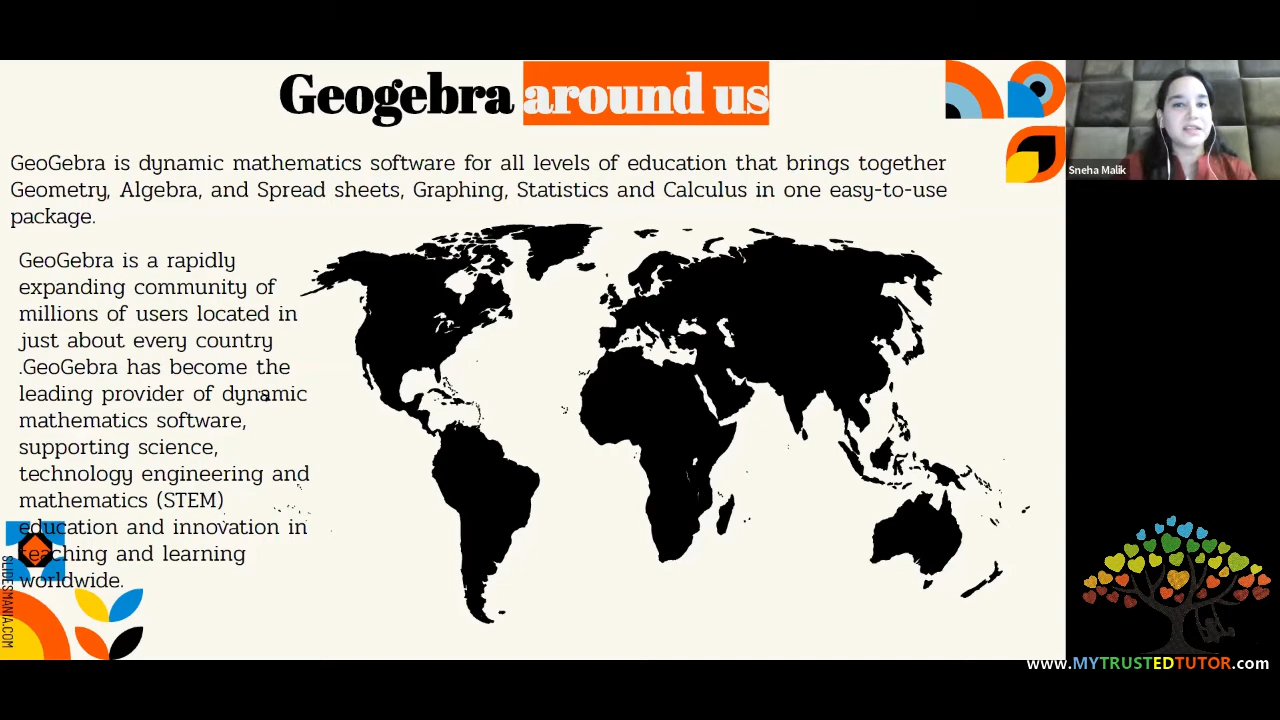 Geogebra around us
GeoGebra is dynamic mathematics software for all levels of education that brings together
Geometry, Algebra, and Spread sheets, Graphing, Statistics and Calculus in one easy-to-use
package.
GeoGebra is a rapidly
expanding community of
millions of users located in
just about every country
.GeoGebra has become the
leading provider of dynamic
mathematics software,
supporting science,
technology engineering and
mathematics (STEM)
education and innovation in
teaching and learning
worldwide.
SLIDESMANIA.COM
Sneha Malik
www.MYTRUSTEDTUTOR.com